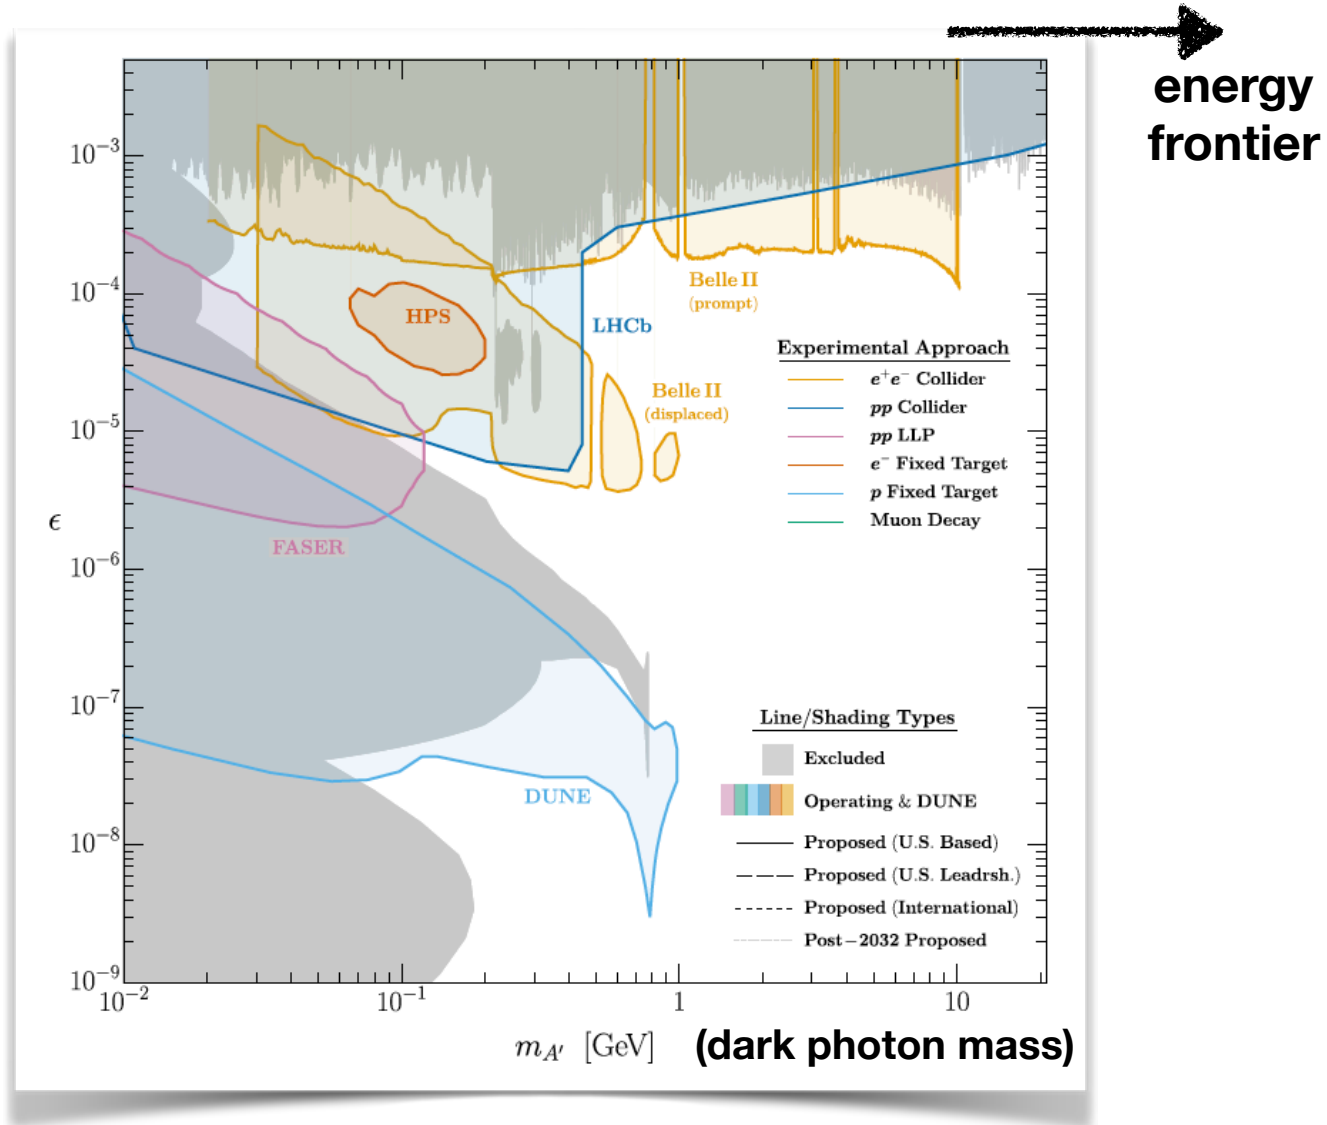 energy
frontier
10⁻³
10⁻⁴
10⁻⁵
10⁻⁶
10⁻⁷
10⁻⁸
10⁻⁹
ϵ
HPS
LHCb
Belle II
(prompt)
Belle II
(displaced)
FASER
DUNE
Experimental Approach
e⁺e⁻ Collider
pp Collider
pp LLP
e⁻ Fixed Target
p Fixed Target
Muon Decay
Line/Shading Types
Excluded
Operating & DUNE
Proposed (U.S. Based)
Proposed (U.S. Leadrsh.)
Proposed (International)
Post−2032 Proposed
10⁻² 10⁻¹ 1 10
m_A′ [GeV] (dark photon mass)